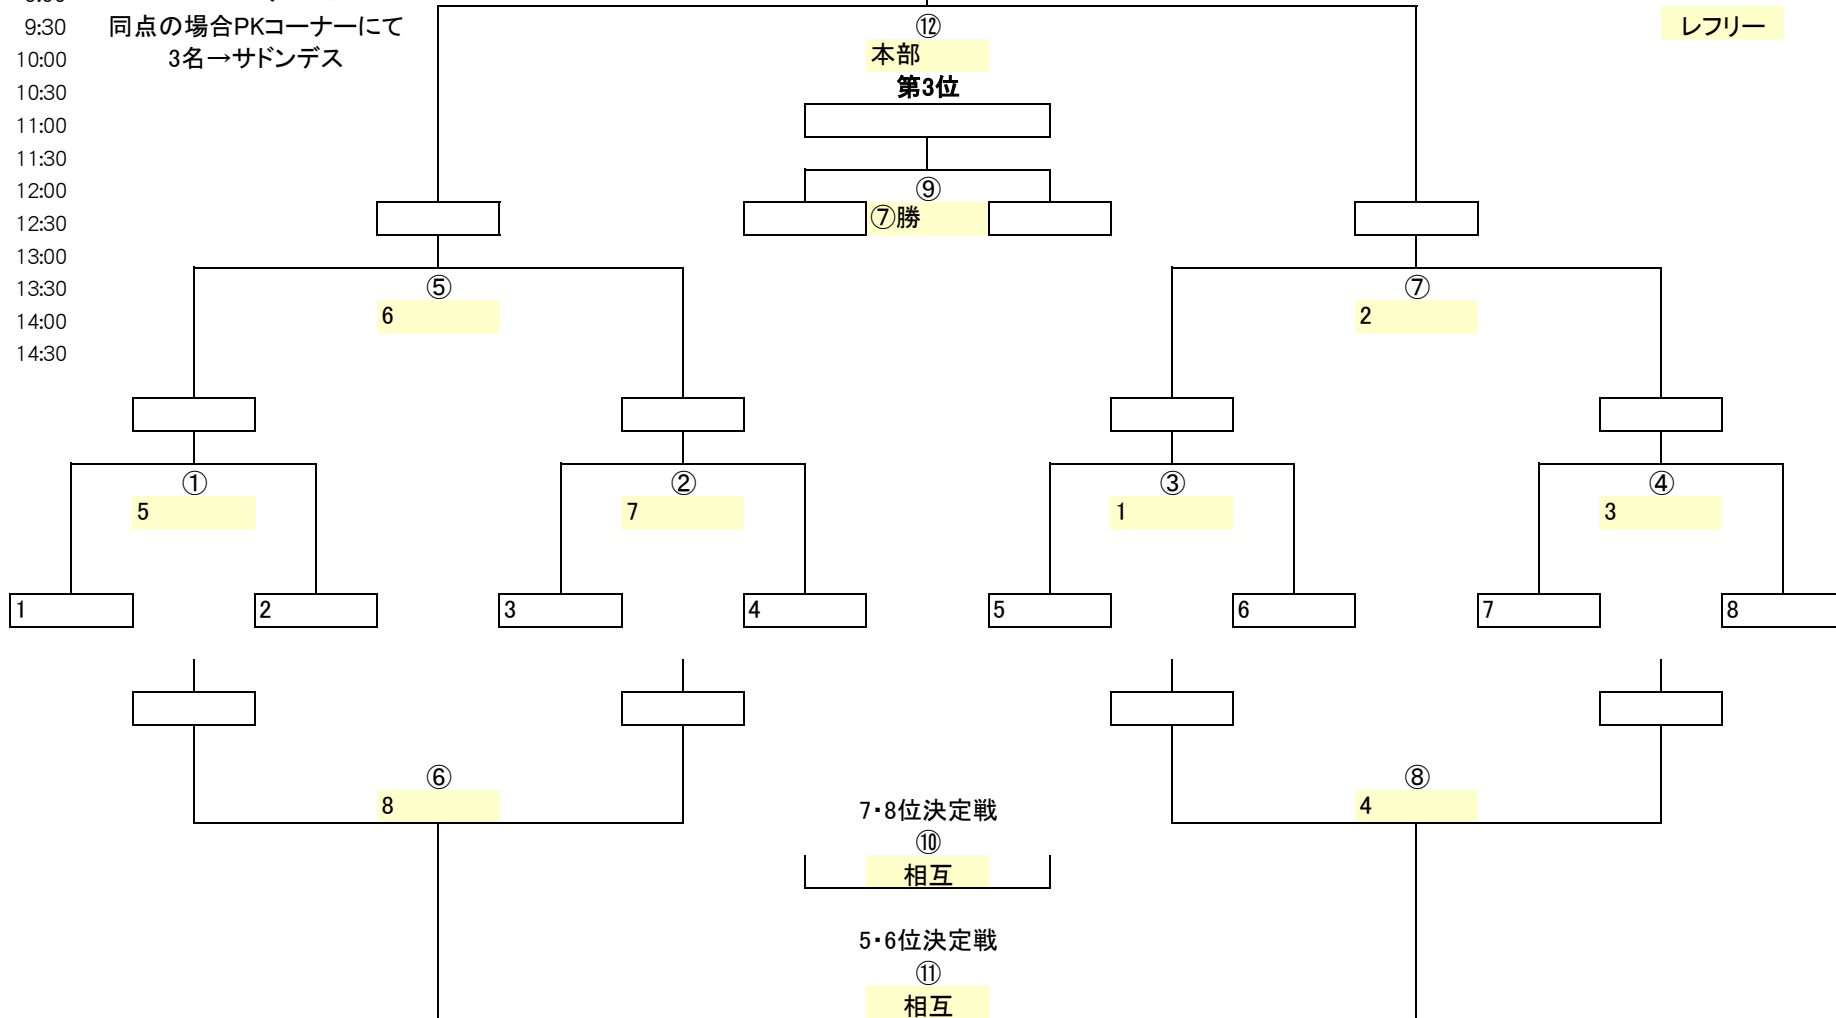 9:30 同点の場合PKコーナーにて ⑫ レフリー
10:00 3名→サドンデス 本部
10:30 第3位
11:00
11:30
12:00 ⑨
12:30 ⑦勝
13:00
13:30 ⑤ ⑦
14:00 6 2
14:30
① ② ③ ④
5 7 1 3
1 2 3 4 5 6 7 8
⑥ ⑧
8 4
7・8位決定戦
⑩
相互
5・6位決定戦
⑪
相互